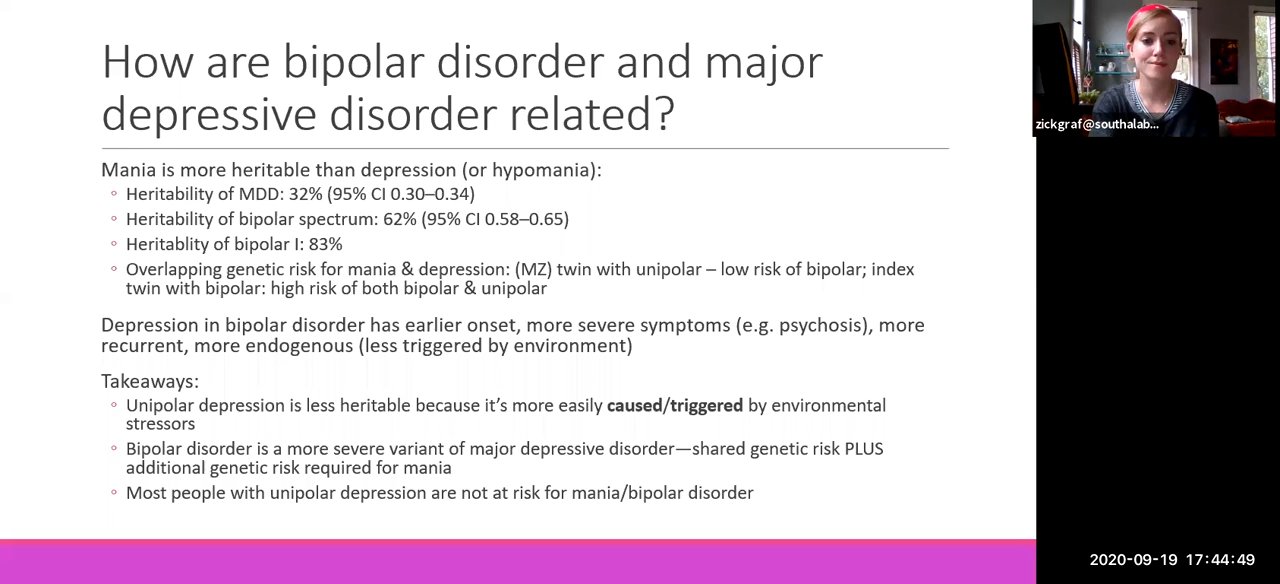 How are bipolar disorder and major
depressive disorder related?
Mania is more heritable than depression (or hypomania):
◦ Heritability of MDD: 32% (95% CI 0.30–0.34)
◦ Heritability of bipolar spectrum: 62% (95% CI 0.58–0.65)
◦ Heritablity of bipolar I: 83%
◦ Overlapping genetic risk for mania & depression: (MZ) twin with unipolar – low risk of bipolar; index
twin with bipolar: high risk of both bipolar & unipolar
Depression in bipolar disorder has earlier onset, more severe symptoms (e.g. psychosis), more
recurrent, more endogenous (less triggered by environment)
Takeaways:
◦ Unipolar depression is less heritable because it’s more easily caused/triggered by environmental
stressors
◦ Bipolar disorder is a more severe variant of major depressive disorder—shared genetic risk PLUS
additional genetic risk required for mania
◦ Most people with unipolar depression are not at risk for mania/bipolar disorder
zickgraf@southalab...
2020-09-19 17:44:49